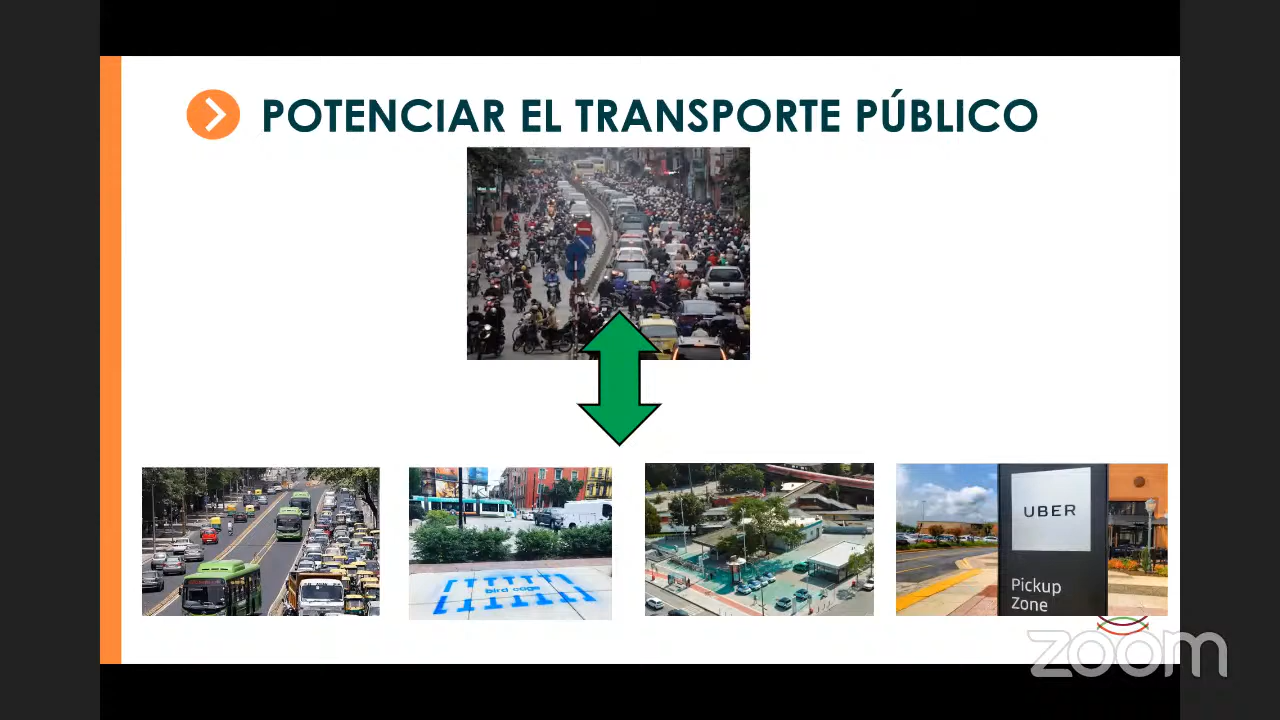 POTENCIAR EL TRANSPORTE PÚBLICO
bird cage
UBER
Pickup
Zone
zoom